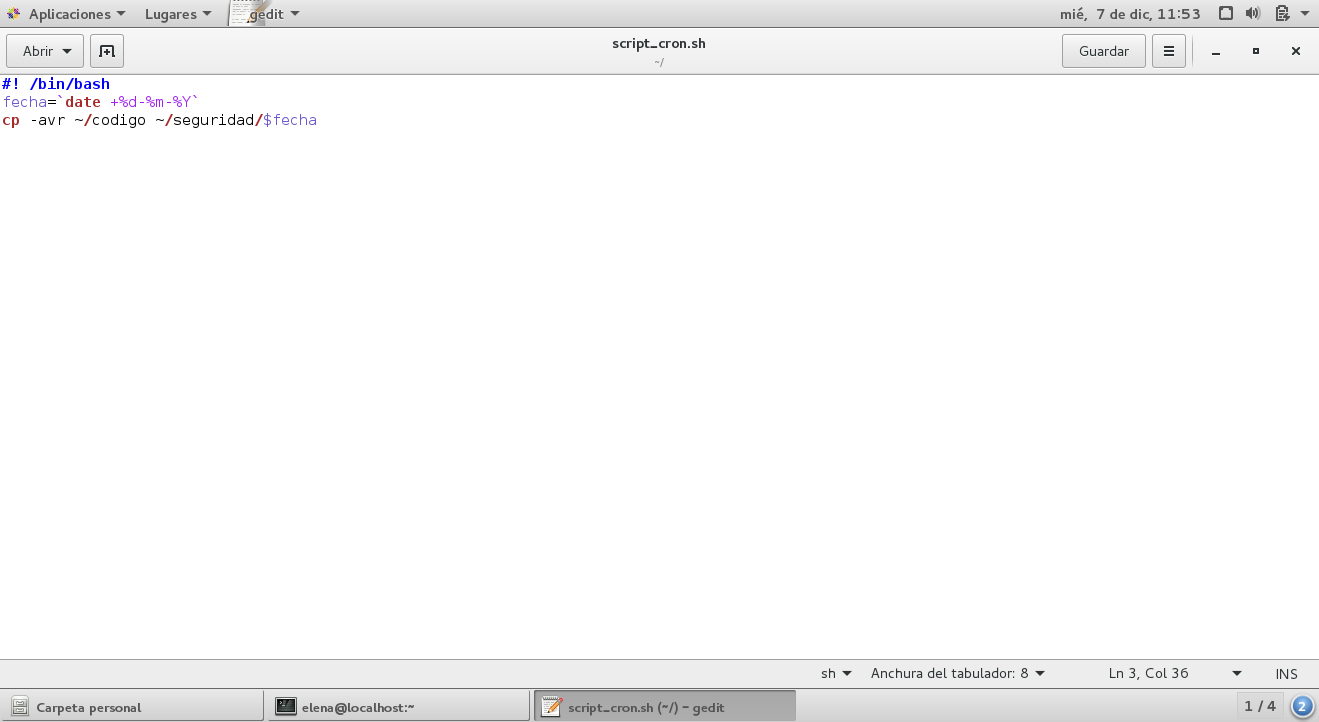 Aplicaciones Lugares gedit mié, 7 de dic, 11:53
Abrir script_cron.sh Guardar
~/
#! /bin/bash
fecha=`date +%d-%m-%Y`
cp -avr ~/codigo ~/seguridad/$fecha
sh Anchura del tabulador: 8 Ln 3, Col 36 INS
Carpeta personal elena@localhost:~ script_cron.sh (~/) - gedit 1 / 4 2